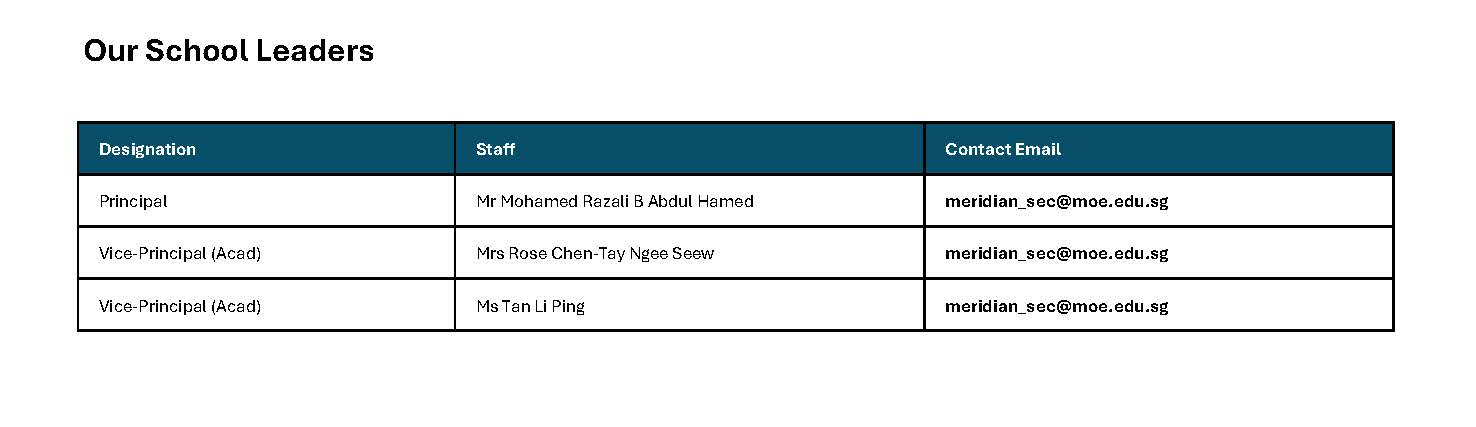 Our School Leaders
Designation Staff Contact Email
Principal Mr Mohamed Razali B Abdul Hamed meridian_sec@moe.edu.sg
Vice-Principal (Acad) Mrs Rose Chen-Tay Ngee Seew meridian_sec@moe.edu.sg
Vice-Principal (Acad) Ms Tan Li Ping meridian_sec@moe.edu.sg